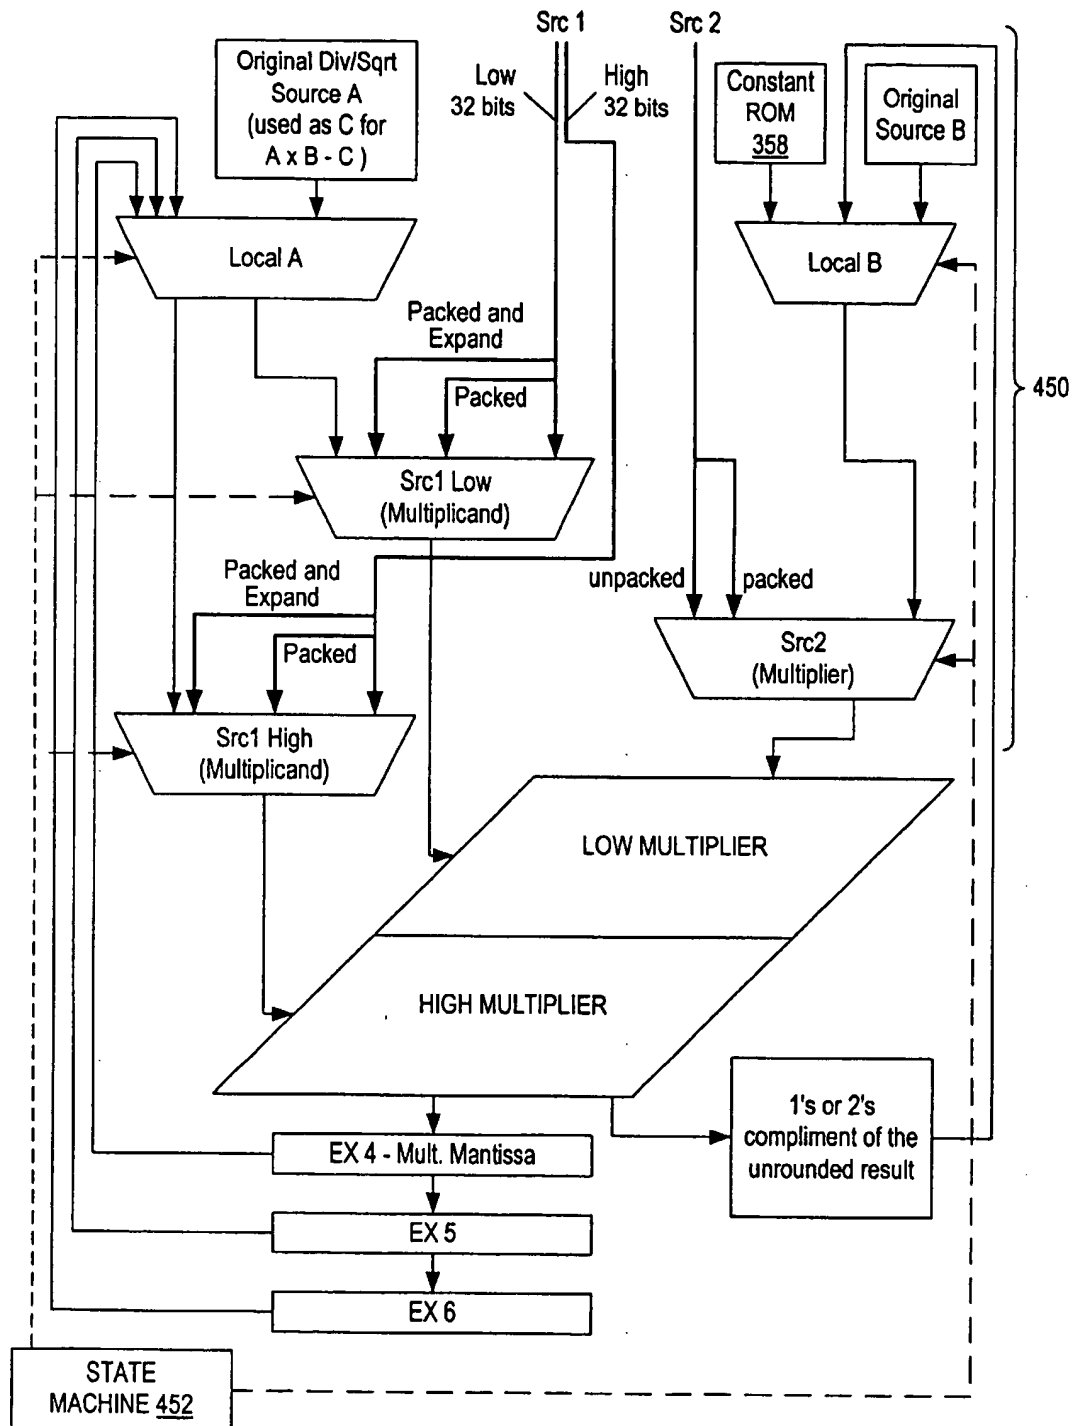 Src 1
Src 2
Original Div/Sqrt
Source A
(used as C for
A x B - C )
Low
32 bits
High
32 bits
Constant
ROM
358
Original
Source B
Local A
Local B
Packed and
Expand
Packed
450
Src1 Low
(Multiplicand)
Packed and
Expand
unpacked
packed
Packed
Src2
(Multiplier)
Src1 High
(Multiplicand)
LOW MULTIPLIER
HIGH MULTIPLIER
1's or 2's
compliment of the
unrounded result
EX 4 - Mult. Mantissa
EX 5
EX 6
STATE
MACHINE 452